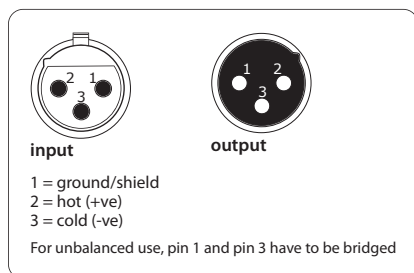 2 1
3
1 2
3
input
output
1 = ground/shield
2 = hot (+ve)
3 = cold (-ve)
For unbalanced use, pin 1 and pin 3 have to be bridged